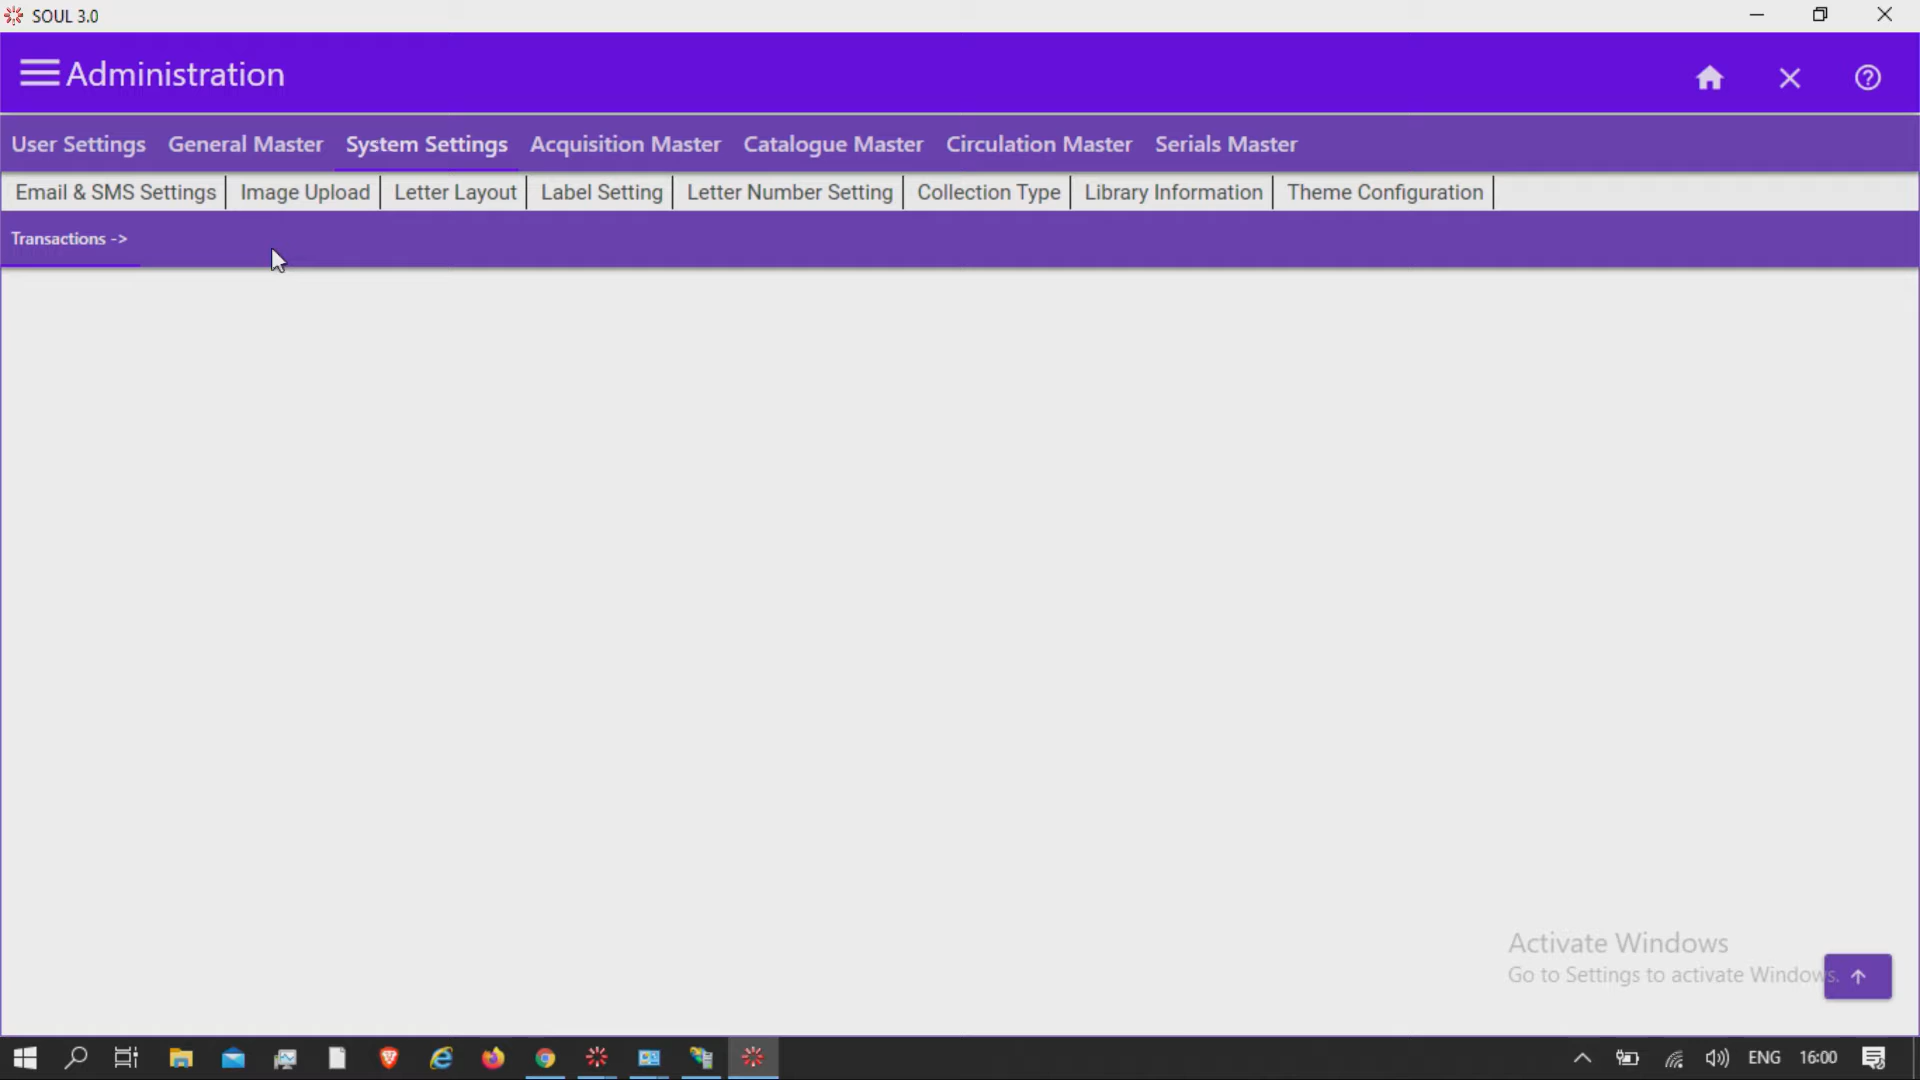 SOUL 3.0
Administration
User Settings General Master System Settings Acquisition Master Catalogue Master Circulation Master Serials Master
Email & SMS Settings Image Upload Letter Layout Label Setting Letter Number Setting Collection Type Library Information Theme Configuration
Transactions ->
Activate Windows
Go to Settings to activate Windows.
ENG 16:00